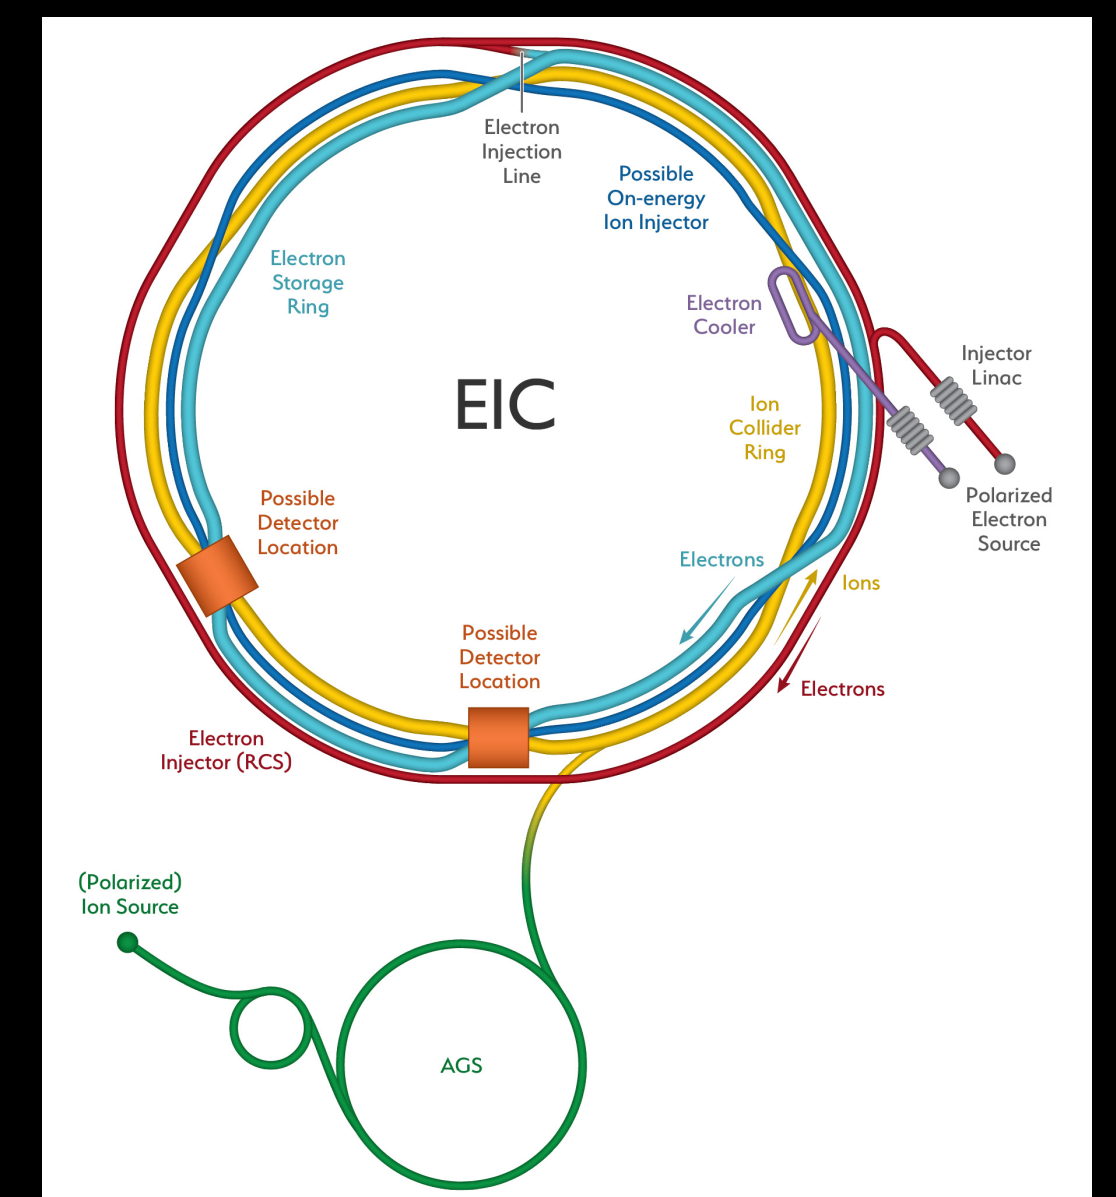 Electron
Injection
Line
Possible
On-energy
Ion Injector
Electron
Storage
Ring
Electron
Cooler
Injector
Linac
EIC
Ion
Collider
Ring
Possible
Detector
Location
Polarized
Electron
Source
Electrons
Ions
Possible
Detector
Location
Electrons
Electron
Injector (RCS)
(Polarized)
Ion Source
AGS